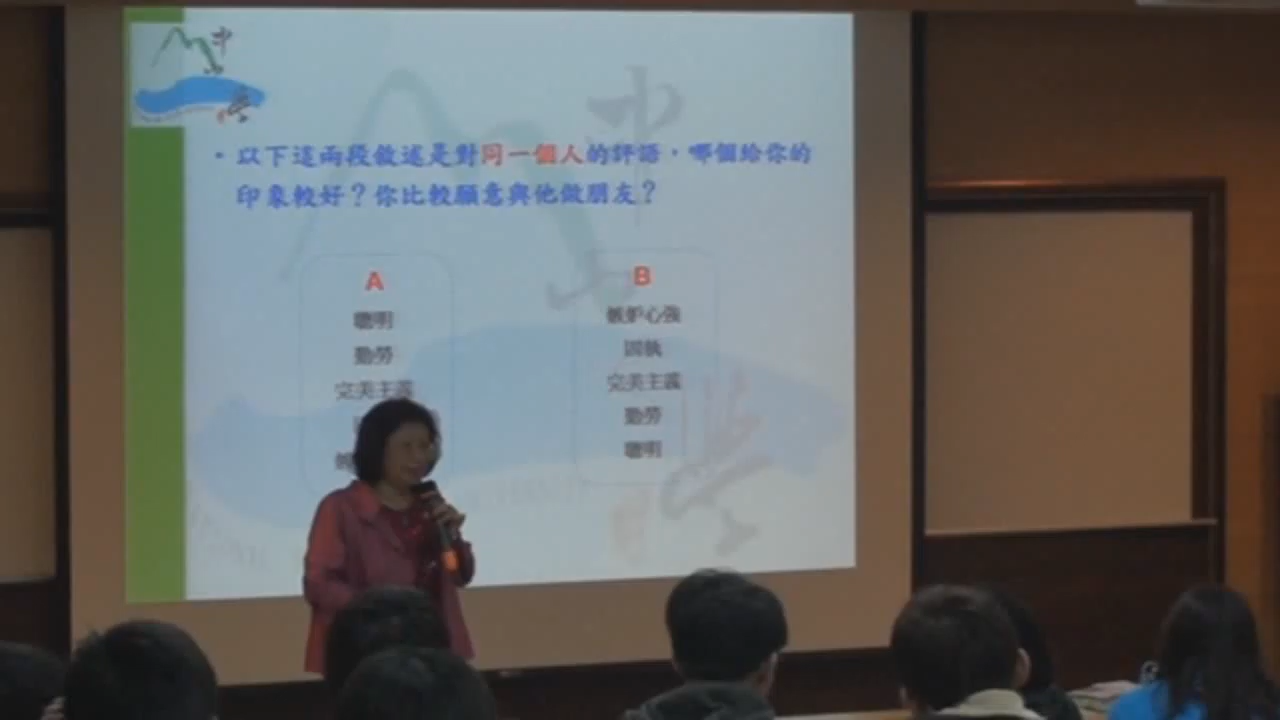 中
山
學
• 以下這兩段敘述是對同一個人的評語，哪個給你的
印象較好？你比較願意與他做朋友？
A
聰明
勤勞
完美主義
B
嫉妒心強
固執
完美主義
勤勞
聰明